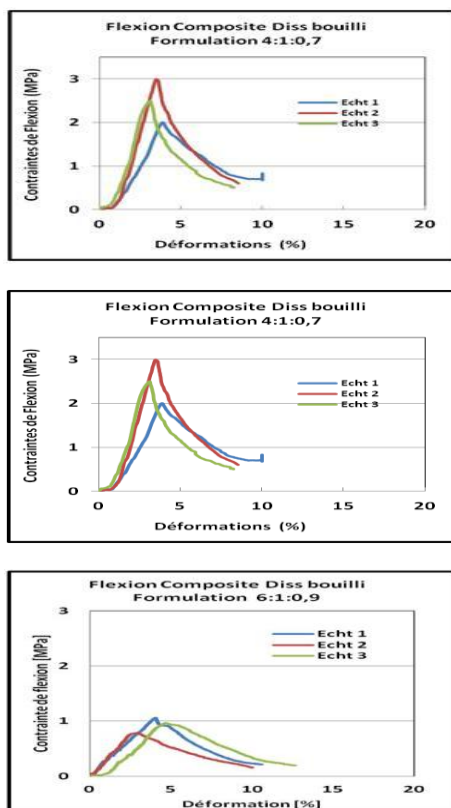 Flexion Composite Diss bouilli
Formulation 4:1:0,7
Contraintes de Flexion (MPa)
3
2
1
0
Echt 1
Echt 2
Echt 3
0 5 10 15 20
Déformations (%)
Flexion Composite Diss bouilli
Formulation 4:1:0,7
Contraintes de Flexion (MPa)
3
2
1
0
Echt 1
Echt 2
Echt 3
0 5 10 15 20
Déformations (%)
Flexion Composite Diss bouilli
Formulation 6:1:0,9
Contrainte de flexion [MPa]
3
2
1
0
Echt 1
Echt 2
Echt 3
0 5 10 15 20
Déformation [%]